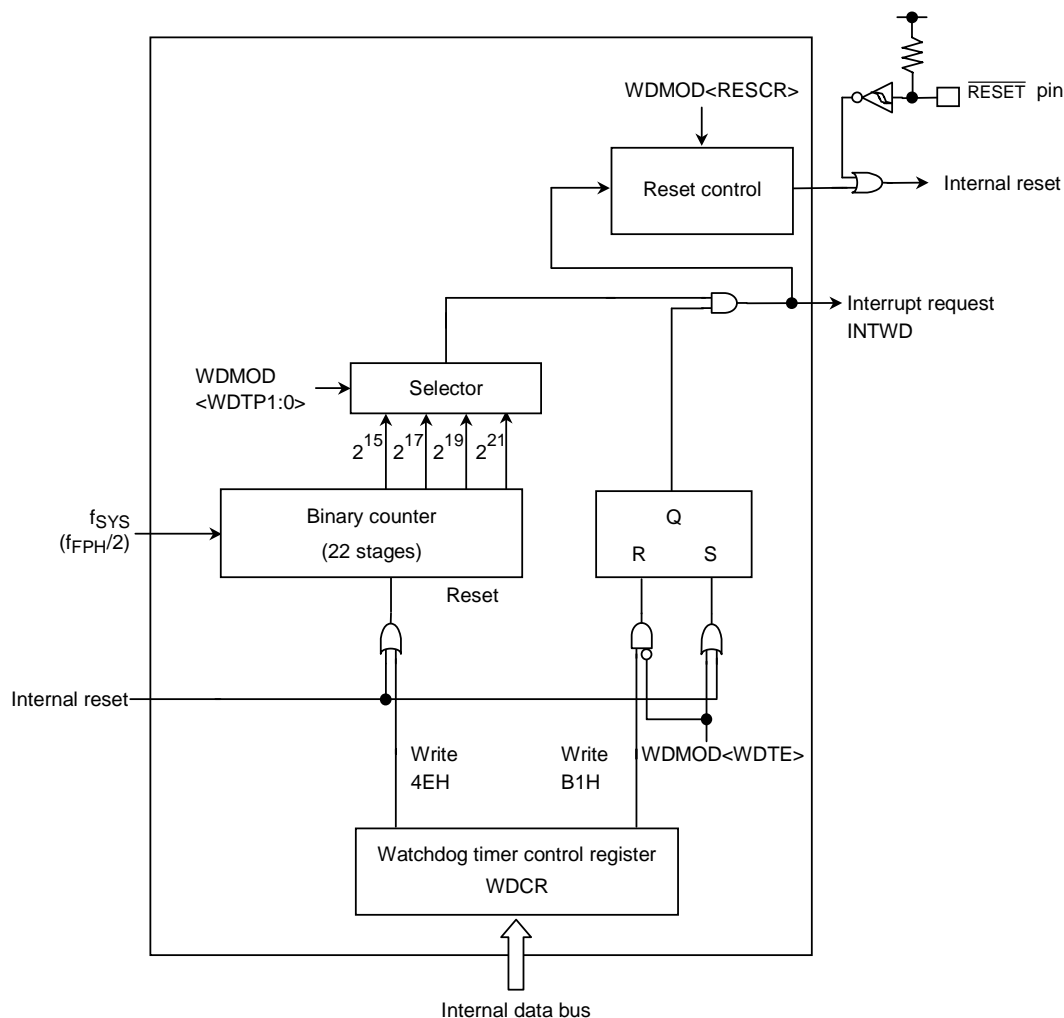 RESET pin
WDMOD<RESCR>
Reset control
Internal reset
Interrupt request
INTWD
WDMOD
<WDTP1:0>
Selector
2^15 2^17 2^19 2^21
fSYS
(fFPH/2)
Binary counter
(22 stages)
Q
R S
Reset
Internal reset
Write
4EH
Write
B1H
WDMOD<WDTE>
Watchdog timer control register
WDCR
Internal data bus